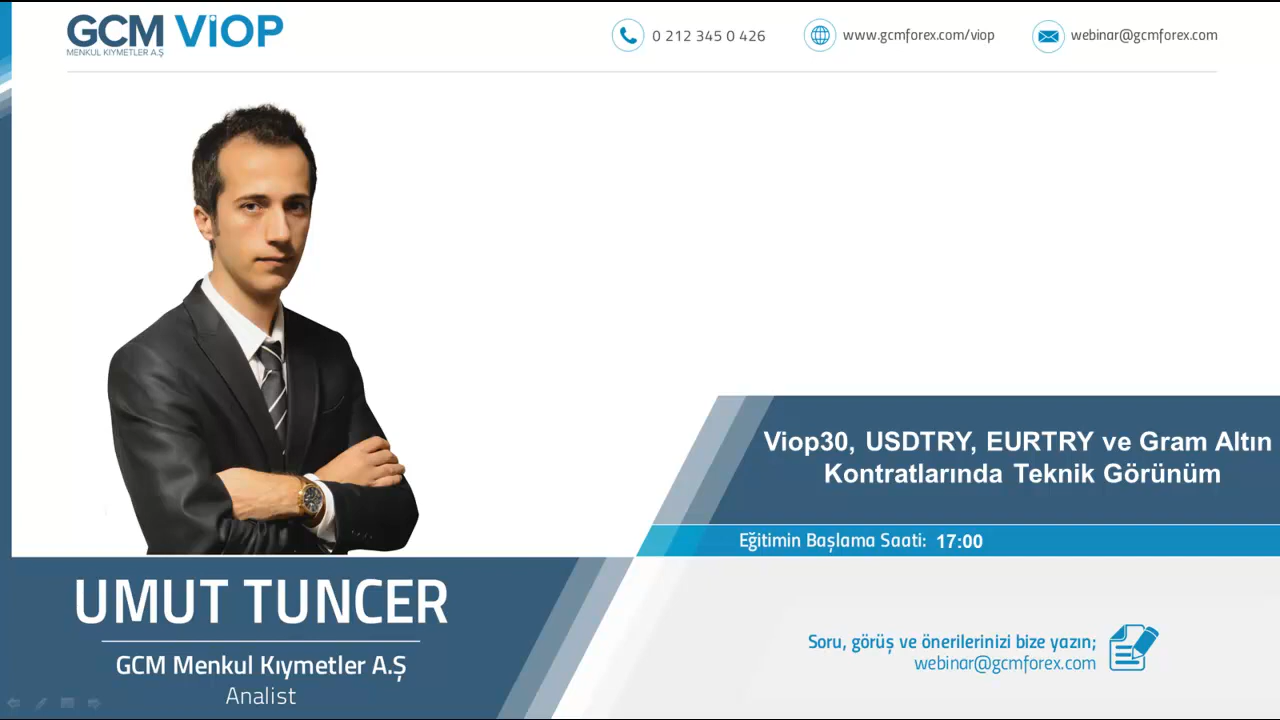 GCM VİOP
MENKUL KIYMETLER A.Ş
0 212 345 0 426
www.gcmforex.com/viop
webinar@gcmforex.com
Viop30, USDTRY, EURTRY ve Gram Altın
Kontratlarında Teknik Görünüm
Eğitimin Başlama Saati: 17:00
UMUT TUNCER
GCM Menkul Kıymetler A.Ş
Analist
Soru, görüş ve önerilerinizi bize yazın;
webinar@gcmforex.com